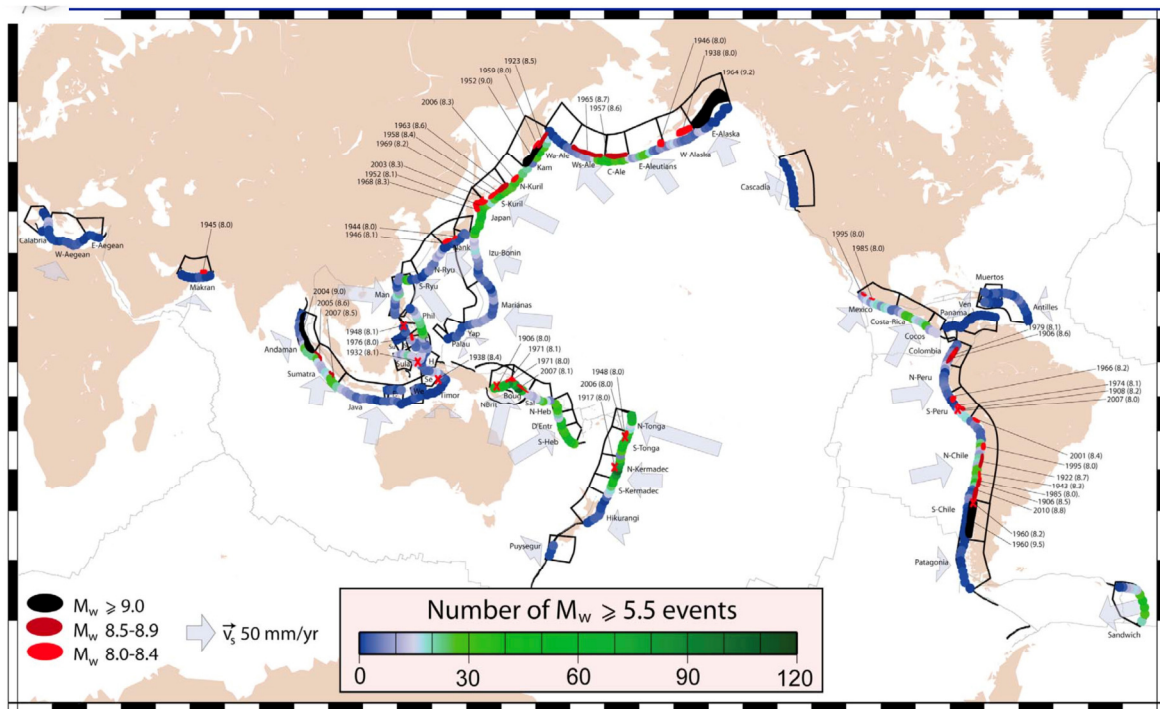 1946 (8.0)
1938 (8.0)
1964 (9.2)
1923 (8.5)
1959 (8.0)
1952 (9.0)
2006 (8.3)
1965 (8.7)
1957 (8.6)
1963 (8.6)
1958 (8.4)
1969 (8.2)
2003 (8.3)
1952 (8.1)
1968 (8.3)
E-Alaska
W Alaska
E-Aleutians
C-Ale
Ws-Ale
Wa-Ale
Kam
N-Kuril
S-Kuril
Japan
Cascadia
1944 (8.0)
1946 (8.1)
Nank
Izu-Bonin
N-Ryu
S-Ryu
Man
Phil
Marianas
Yap
Palau
Calabria
W-Aegean
E-Aegean
1945 (8.0)
Makran
2004 (9.0)
2005 (8.6)
2007 (8.5)
Andaman
Sumatra
Java
Timor
1948 (8.1)
1976 (8.0)
1932 (8.1)
Sula
H
Se
1938 (8.4)
1906 (8.0)
1971 (8.1)
1971 (8.0)
2007 (8.1)
NBrit
Boug
N-Heb
D'Entr
S-Heb
1948 (8.0)
2006 (8.0)
1917 (8.0)
N-Tonga
S-Tonga
N-Kermadec
S-Kermadec
Hikurangi
Puysegur
1995 (8.0)
1985 (8.0)
Mexico
Costa-Rica
Cocos
Muertos
Antilles
Ven
Panama
1979 (8.1)
1906 (8.6)
Colombia
N-Peru
1966 (8.2)
1974 (8.1)
1908 (8.2)
2007 (8.0)
S-Peru
N-Chile
2001 (8.4)
1995 (8.0)
1922 (8.7)
1943 (8.2)
1985 (8.0).
1906 (8.5)
2010 (8.8)
S-Chile
1960 (8.2)
1960 (9.5)
Patagonia
Sandwich
Mw ⩾ 9.0
Mw 8.5-8.9
Mw 8.0-8.4
vs 50 mm/yr
Number of Mw ⩾ 5.5 events
0 30 60 90 120